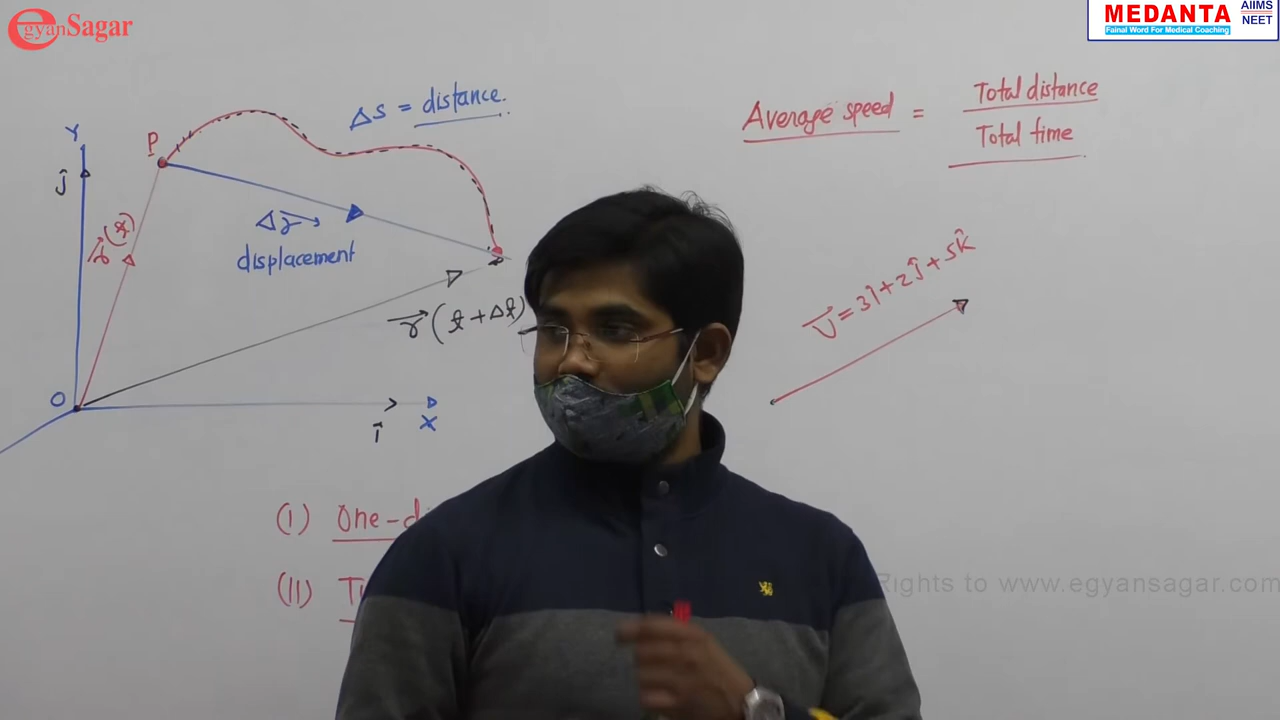 egyanSagar
MEDANTA
Fainal Word For Medical Coaching
AIIMS
NEET
Δs = distance.
Average speed = Total distance
Total time
Y
P
ĵ
r⃗(t)
Δr⃗
displacement
r⃗(t+Δt)
v⃗ = 3î+2ĵ+5k̂
O
î
X
(I) One-di
(II)
Rights to www.egyansagar.com